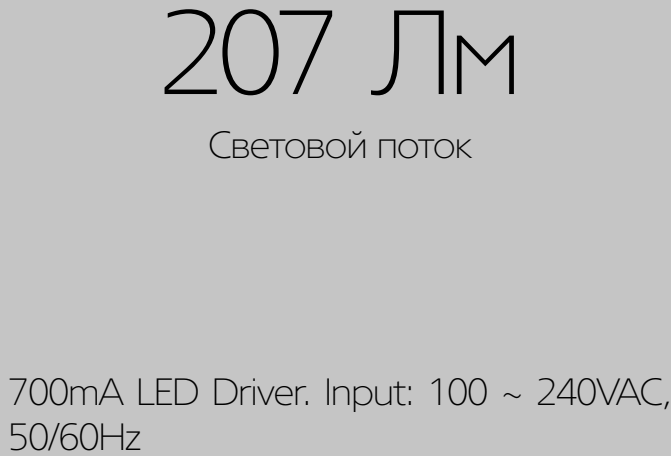 207 Лм
Световой поток
700mA LED Driver. Input: 100 ~ 240VAC,
50/60Hz